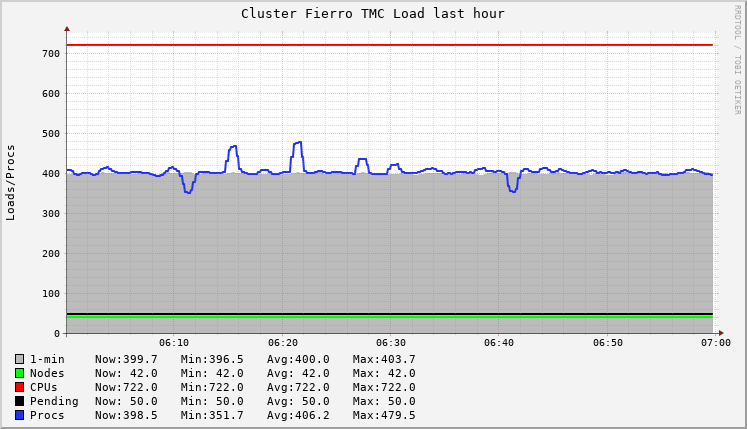 Cluster Fierro TMC Load last hour
RRDTOOL / TOBI OETIKER
Loads/Procs
700
600
500
400
300
200
100
0
06:10 06:20 06:30 06:40 06:50 07:00
1-min Now:399.7 Min:396.5 Avg:400.0 Max:403.7
Nodes Now: 42.0 Min: 42.0 Avg: 42.0 Max: 42.0
CPUs Now:722.0 Min:722.0 Avg:722.0 Max:722.0
Pending Now: 50.0 Min: 50.0 Avg: 50.0 Max: 50.0
Procs Now:398.5 Min:351.7 Avg:406.2 Max:479.5